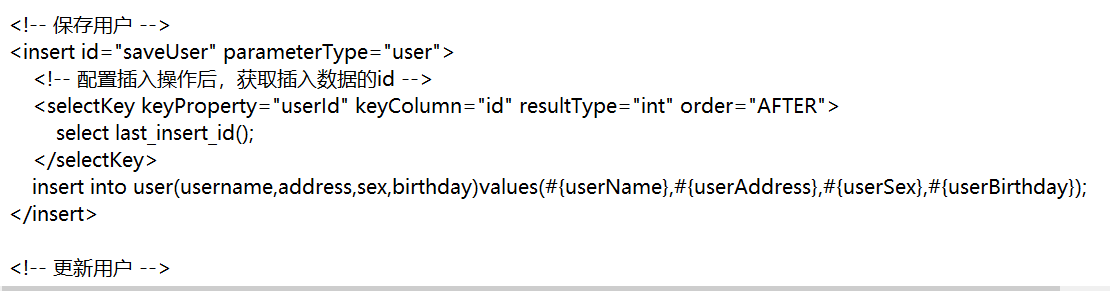 <!-- 保存用户 -->
<insert id="saveUser" parameterType="user">
<!-- 配置插入操作后，获取插入数据的id -->
<selectKey keyProperty="userId" keyColumn="id" resultType="int" order="AFTER">
select last_insert_id();
</selectKey>
insert into user(username,address,sex,birthday)values(#{userName},#{userAddress},#{userSex},#{userBirthday});
</insert>
<!-- 更新用户 -->